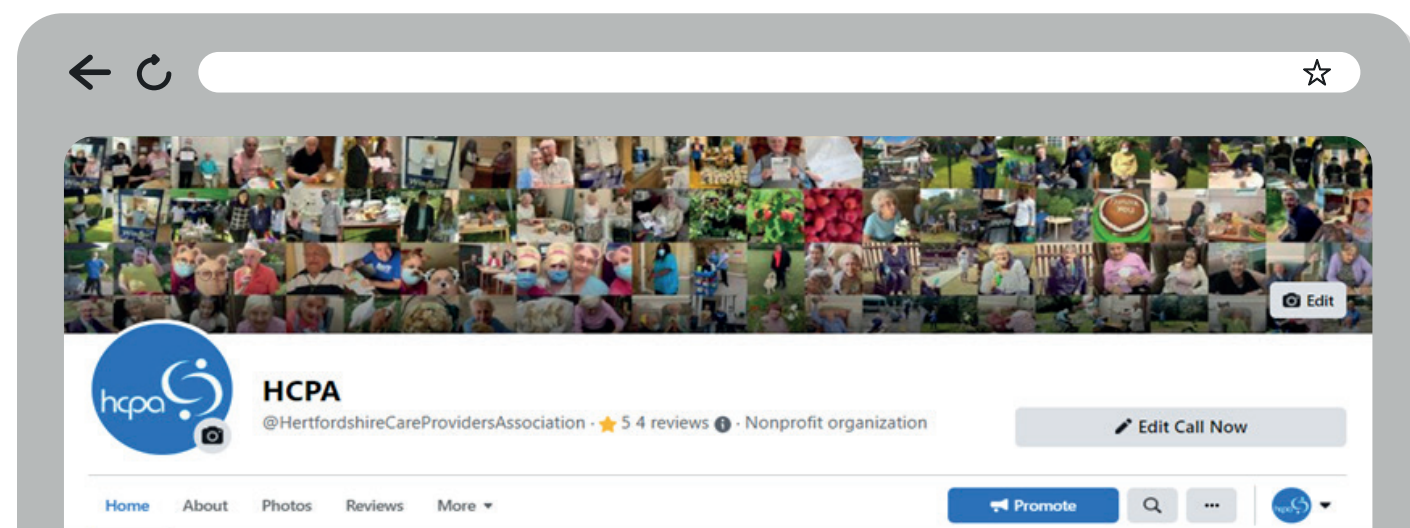 Edit
hcpa
HCPA
@HertfordshireCareProvidersAssociation · 5 4 reviews · Nonprofit organization
Edit Call Now
Home About Photos Reviews More
Promote
hcpa